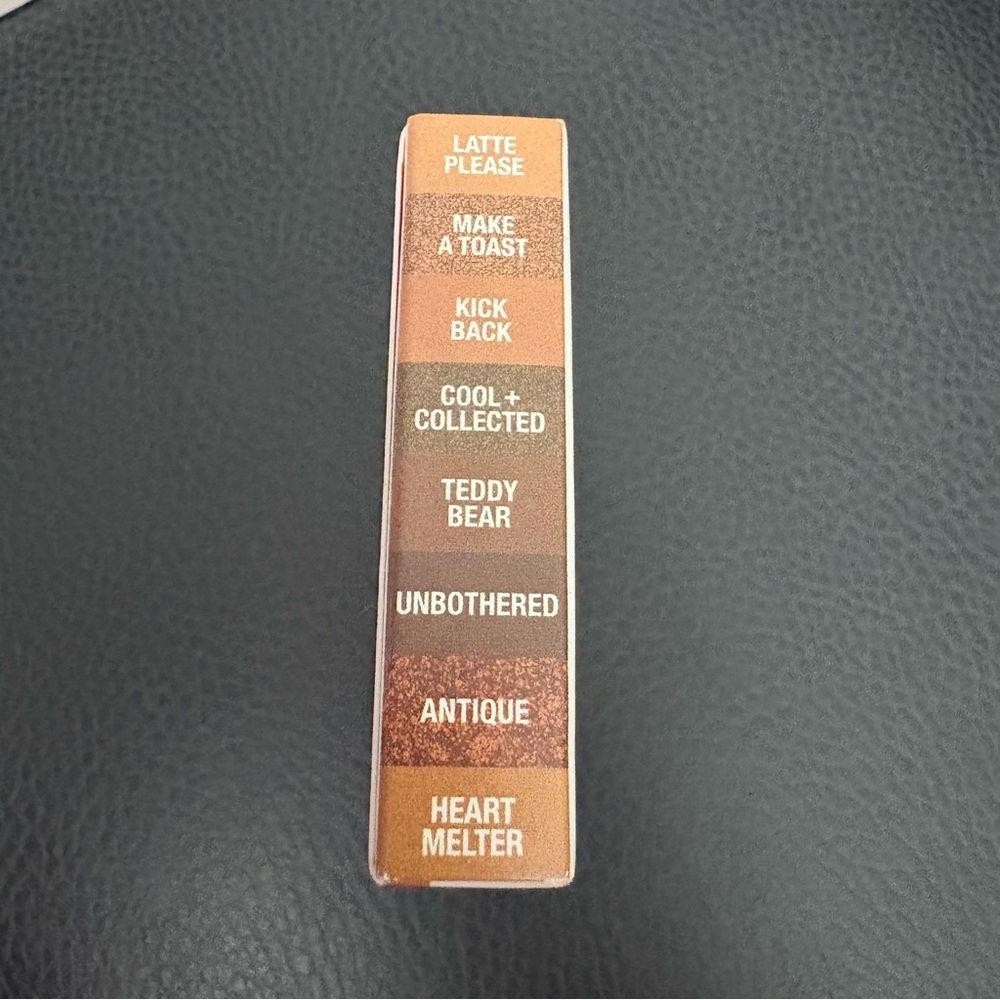 LATTE
PLEASE
MAKE
A TOAST
KICK
BACK
COOL +
COLLECTED
TEDDY
BEAR
UNBOTHERED
ANTIQUE
HEART
MELTER